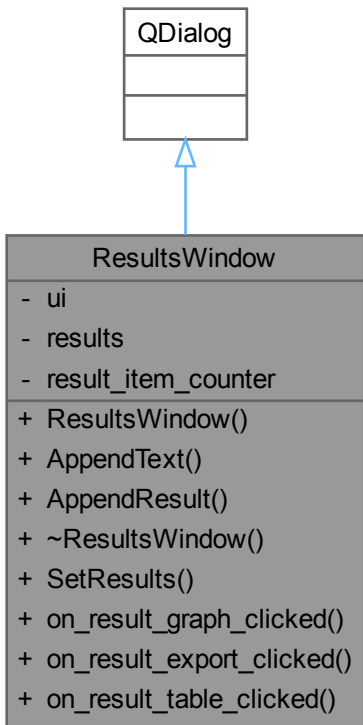 QDialog
ResultsWindow
- ui
- results
- result_item_counter
+ ResultsWindow()
+ AppendText()
+ AppendResult()
+ ~ResultsWindow()
+ SetResults()
+ on_result_graph_clicked()
+ on_result_export_clicked()
+ on_result_table_clicked()